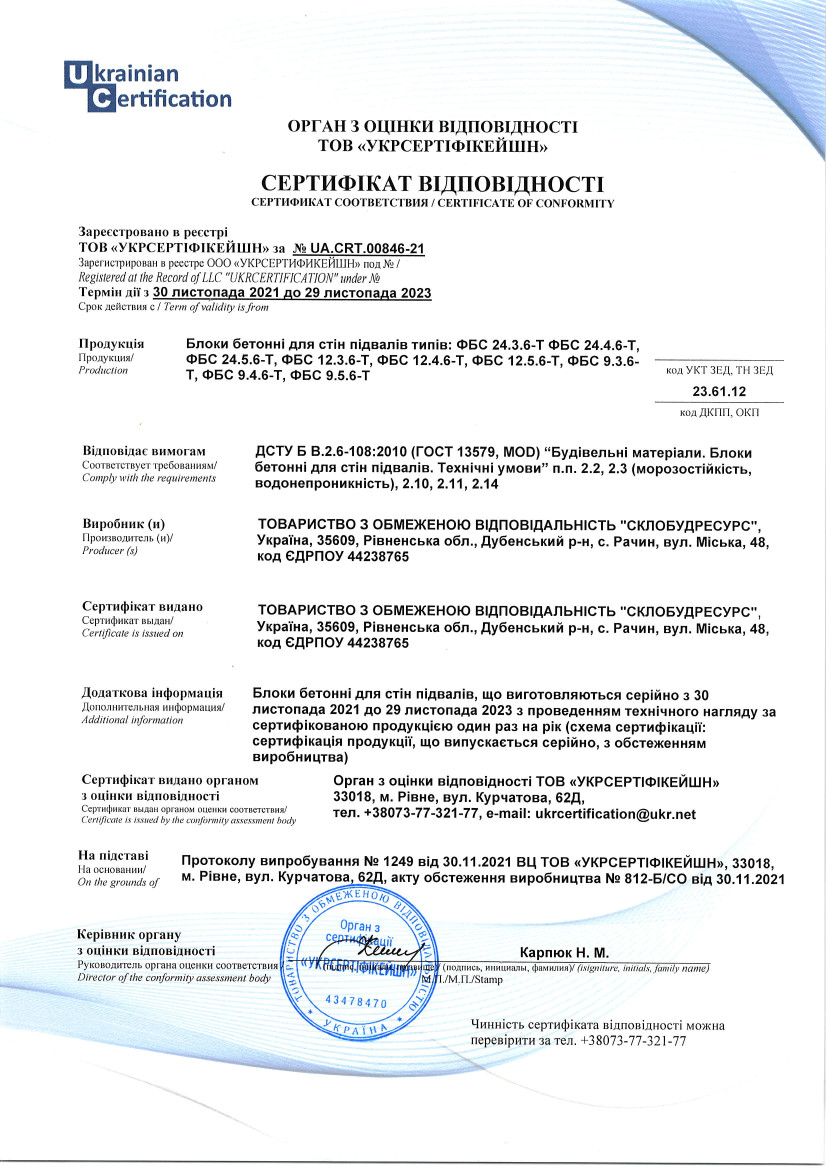 Ukrainian
Certification
ОРГАН З ОЦІНКИ ВІДПОВІДНОСТІ
ТОВ «УКРСЕРТІФІКЕЙШН»
СЕРТИФІКАТ ВІДПОВІДНОСТІ
СЕРТИФИКАТ СООТВЕТСТВИЯ / CERTIFICATE OF CONFORMITY
Зареєстровано в реєстрі
ТОВ «УКРСЕРТІФІКЕЙШН» за № UA.CRT.00846-21
Зарегистрирован в реестре ООО «УКРСЕРТИФИКЕЙШН» под № /
Registered at the Record of LLC "UKRCERTIFICATION" under №
Термін дії з 30 листопада 2021 до 29 листопада 2023
Срок действия с / Term of validity is from
Продукція
Продукция/
Production
Блоки бетонні для стін підвалів типів: ФБС 24.3.6-Т ФБС 24.4.6-Т,
ФБС 24.5.6-Т, ФБС 12.3.6-Т, ФБС 12.4.6-Т, ФБС 12.5.6-Т, ФБС 9.3.6-
Т, ФБС 9.4.6-Т, ФБС 9.5.6-Т
код УКТ ЗЕД, ТН ЗЕД
23.61.12
код ДКПП, ОКП
Відповідає вимогам
Соответствует требованиям/
Comply with the requirements
ДСТУ Б В.2.6-108:2010 (ГОСТ 13579, MOD) “Будівельні матеріали. Блоки
бетонні для стін підвалів. Технічні умови” п.п. 2.2, 2.3 (морозостійкість,
водонепроникність), 2.10, 2.11, 2.14
Виробник (и)
Производитель (и)/
Producer (s)
ТОВАРИСТВО З ОБМЕЖЕНОЮ ВІДПОВІДАЛЬНІСТЬ "СКЛОБУДРЕСУРС",
Україна, 35609, Рівненська обл., Дубенський р-н, с. Рачин, вул. Міська, 48,
код ЄДРПОУ 44238765
Сертифікат видано
Сертификат выдан/
Certificate is issued on
ТОВАРИСТВО З ОБМЕЖЕНОЮ ВІДПОВІДАЛЬНІСТЬ "СКЛОБУДРЕСУРС",
Україна, 35609, Рівненська обл., Дубенський р-н, с. Рачин, вул. Міська, 48,
код ЄДРПОУ 44238765
Додаткова інформація
Дополнительная информация/
Additional information
Блоки бетонні для стін підвалів, що виготовляються серійно з 30
листопада 2021 до 29 листопада 2023 з проведенням технічного нагляду за
сертифікованою продукцією один раз на рік (схема сертифікації:
сертифікація продукції, що випускається серійно, з обстеженням
виробництва)
Сертифікат видано органом
з оцінки відповідності
Сертификат выдан органом оценки соответствия/
Certificate is issued by the conformity assessment body
Орган з оцінки відповідності ТОВ «УКРСЕРТІФІКЕЙШН»
33018, м. Рівне, вул. Курчатова, 62Д,
тел. +38073-77-321-77, e-mail: ukrcertification@ukr.net
На підставі
На основании/
On the grounds of
Протоколу випробування № 1249 від 30.11.2021 ВЦ ТОВ «УКРСЕРТІФІКЕЙШН», 33018,
м. Рівне, вул. Курчатова, 62Д, акту обстеження виробництва № 812-Б/СО від 30.11.2021
Керівник органу
з оцінки відповідності
Руководитель органа оценки соответствия /
Director of the conformity assessment body
Карпюк Н. М.
(підпис, ініціали, прізвище)/ (подпись, инициалы, фамилия)/ (isigniture, initials, family name)
М.П./М.П./Stamp
ТОВАРИСТВО З ОБМЕЖЕНОЮ ВІДПОВІДАЛЬНІСТЮ
Орган з
сертифікації
«УКРСЕРТІФІКЕЙШН»
43478470
* УКРАЇНА *
Чинність сертифіката відповідності можна
перевірити за тел. +38073-77-321-77